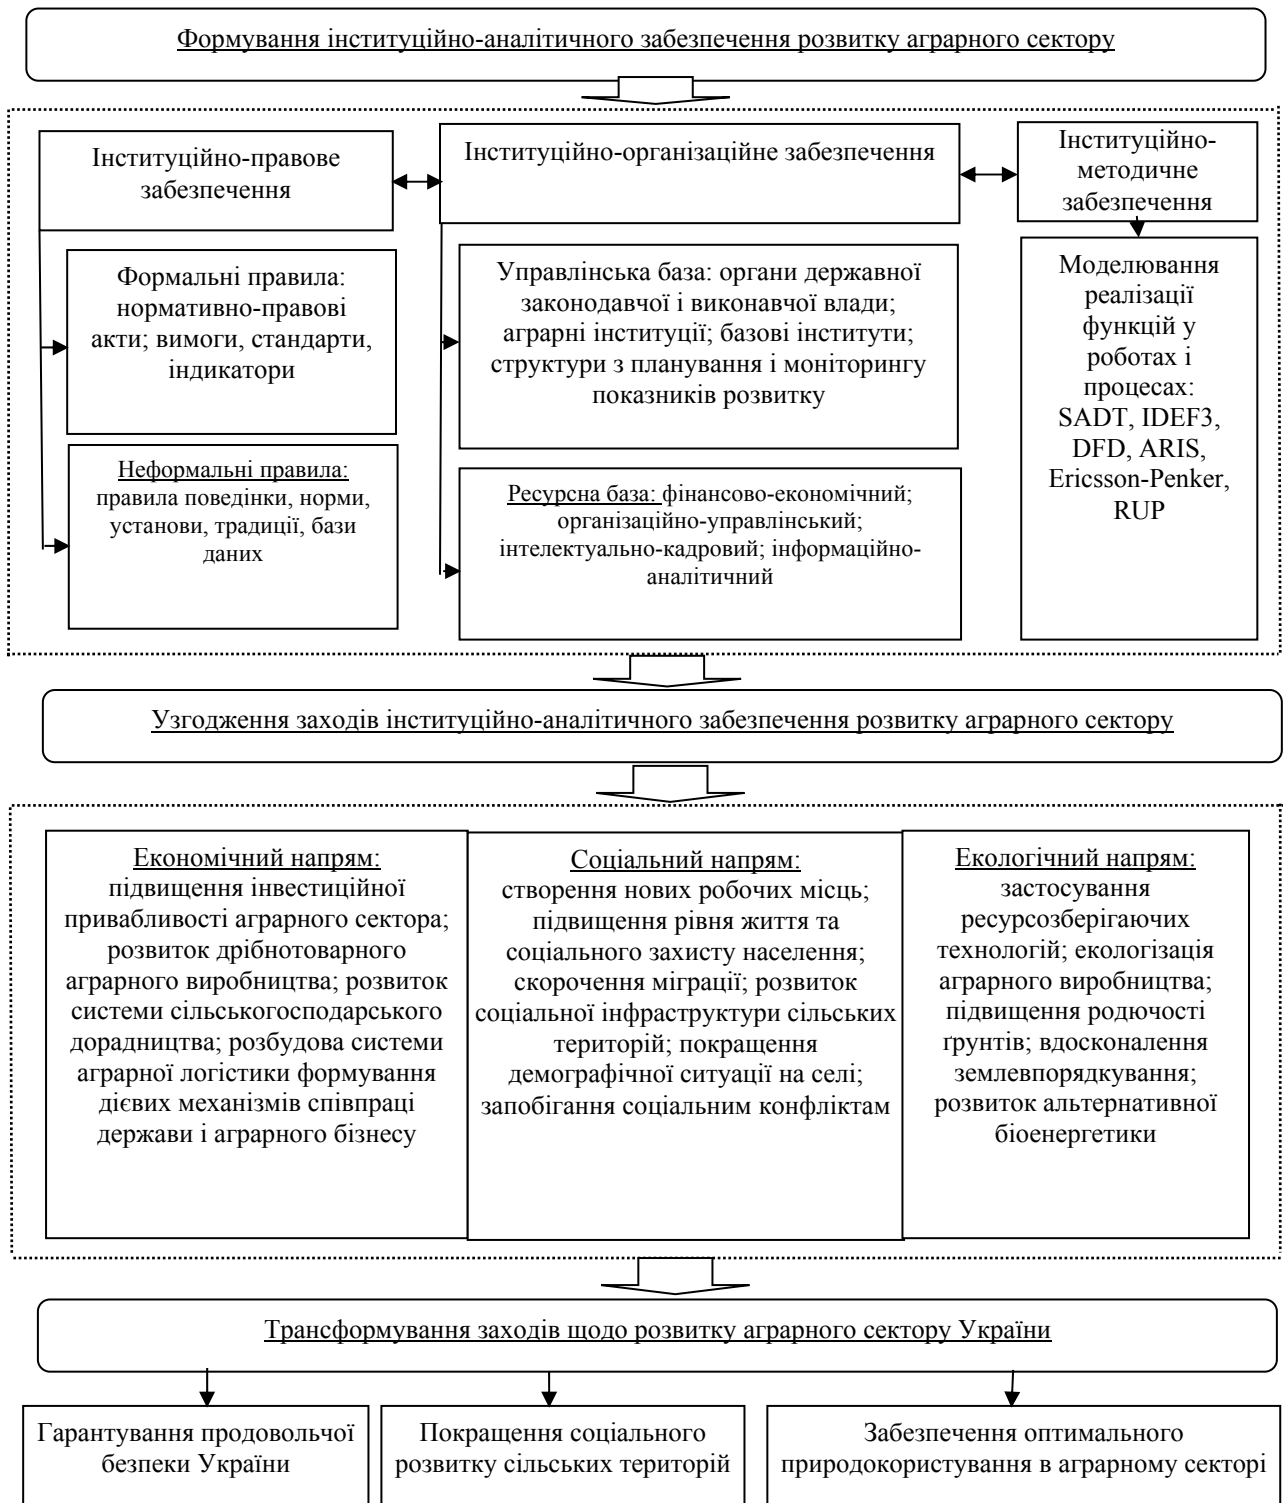 Формування інституційно-аналітичного забезпечення розвитку аграрного сектору
Інституційно-правове
забезпечення
Інституційно-організаційне забезпечення
Інституційно-
методичне
забезпечення
Формальні правила:
нормативно-правові
акти; вимоги, стандарти,
індикатори
Управлінська база: органи державної
законодавчої і виконавчої влади;
аграрні інституції; базові інститути;
структури з планування і моніторингу
показників розвитку
Моделювання
реалізації
функцій у
роботах і
процесах:
SADT, IDEF3,
DFD, ARIS,
Ericsson-Penker,
RUP
Неформальні правила:
правила поведінки, норми,
установи, традиції, бази
даних
Ресурсна база: фінансово-економічний;
організаційно-управлінський;
інтелектуально-кадровий; інформаційно-
аналітичний
Узгодження заходів інституційно-аналітичного забезпечення розвитку аграрного сектору
Економічний напрям:
підвищення інвестиційної
привабливості аграрного сектора;
розвиток дрібнотоварного
аграрного виробництва; розвиток
системи сільськогосподарського
дорадництва; розбудова системи
аграрної логістики формування
дієвих механізмів співпраці
держави і аграрного бізнесу
Соціальний напрям:
створення нових робочих місць;
підвищення рівня життя та
соціального захисту населення;
скорочення міграції; розвиток
соціальної інфраструктури сільських
територій; покращення
демографічної ситуації на селі;
запобігання соціальним конфліктам
Екологічний напрям:
застосування
ресурсозберігаючих
технологій; екологізація
аграрного виробництва;
підвищення родючості
ґрунтів; вдосконалення
землевпорядкування;
розвиток альтернативної
біоенергетики
Трансформування заходів щодо розвитку аграрного сектору України
Гарантування продовольчої
безпеки України
Покращення соціального
розвитку сільських територій
Забезпечення оптимального
природокористування в аграрному секторі